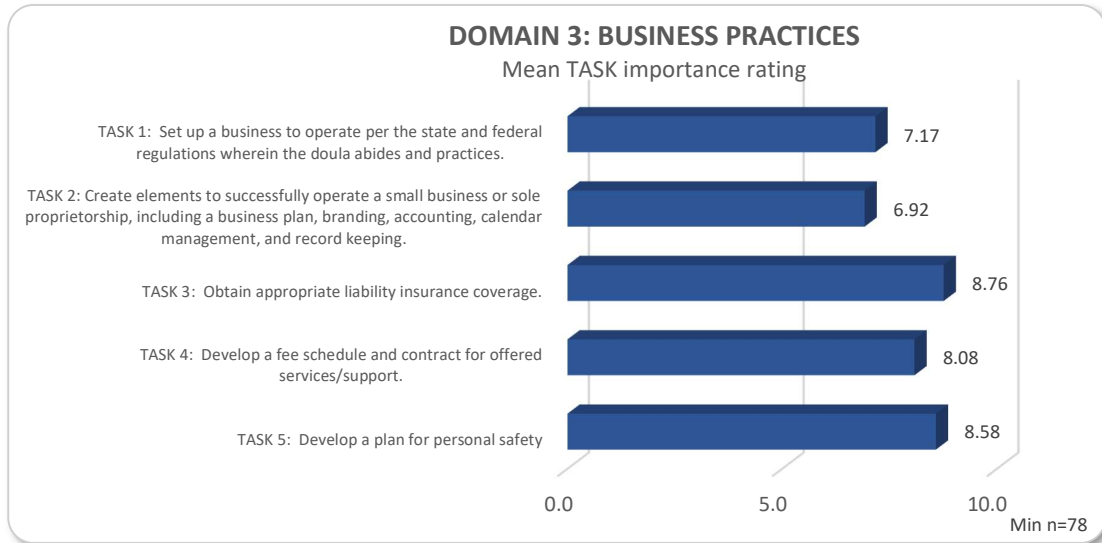 DOMAIN 3: BUSINESS PRACTICES
Mean TASK importance rating
TASK 1:  Set up a business to operate per the state and federal
regulations wherein the doula abides and practices.
7.17
TASK 2: Create elements to successfully operate a small business or sole
proprietorship, including a business plan, branding, accounting, calendar
management, and record keeping.
6.92
TASK 3:  Obtain appropriate liability insurance coverage.
8.76
TASK 4:  Develop a fee schedule and contract for offered
services/support.
8.08
TASK 5:  Develop a plan for personal safety
8.58
0.0 5.0 10.0
Min n=78